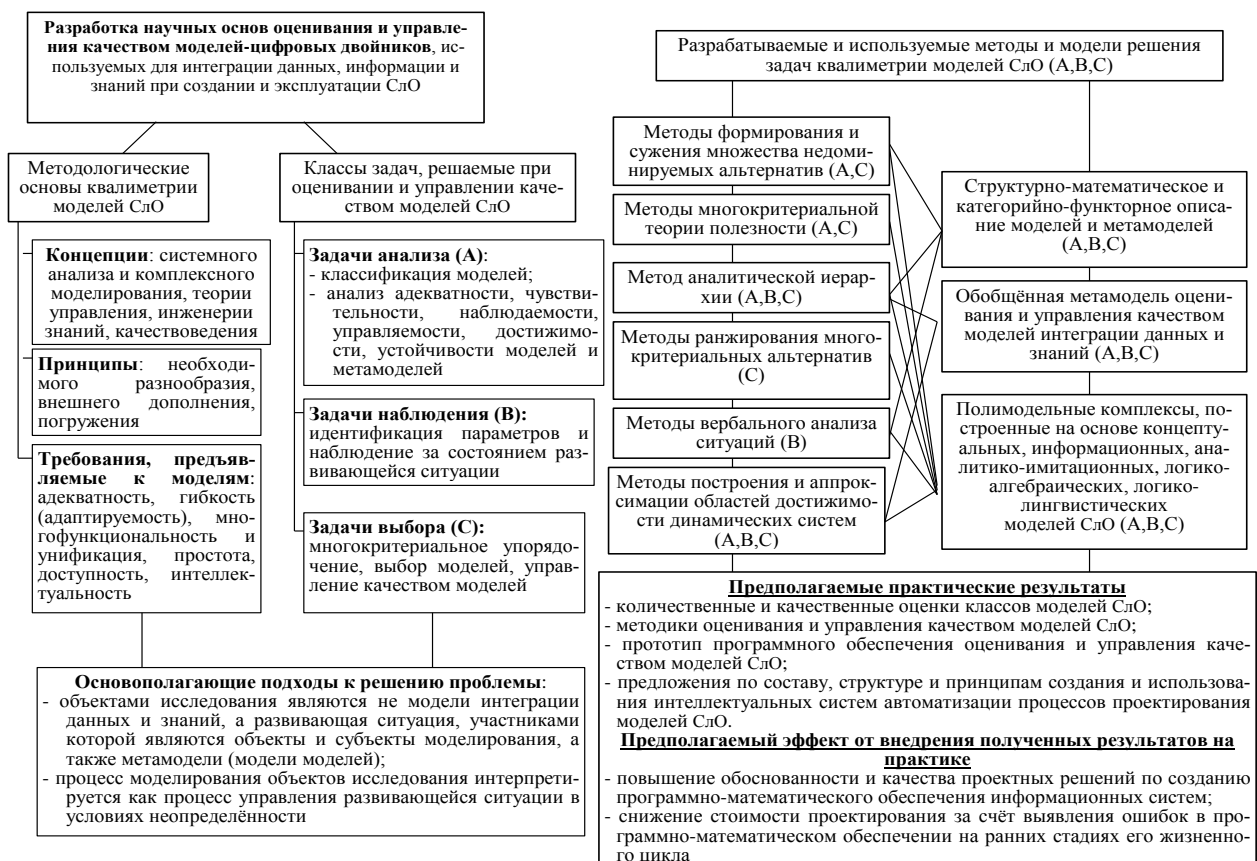 Разработка научных основ оценивания и управле-
ния качеством моделей-цифровых двойников, ис-
пользуемых для интеграции данных, информации и
знаний при создании и эксплуатации СлО
Методологические
основы квалиметрии
моделей СлО
Концепции: системного
анализа и комплексного
моделирования, теории
управления, инженерии
знаний, качествоведения
Принципы: необходи-
мого разнообразия,
внешнего дополнения,
погружения
Требования, предъяв-
ляемые к моделям:
адекватность, гибкость
(адаптируемость), мно-
гофункциональность и
унификация, простота,
доступность, интеллек-
туальность
Классы задач, решаемые при
оценивании и управлении каче-
ством моделей СлО
Задачи анализа (А):
- классификация моделей;
- анализ адекватности, чувстви-
тельности, наблюдаемости,
управляемости, достижимо-
сти, устойчивости моделей и
метамоделей
Задачи наблюдения (В):
идентификация параметров и
наблюдение за состоянием раз-
вивающейся ситуации
Задачи выбора (С):
многокритериальное упорядо-
чение, выбор моделей, управ-
ление качеством моделей
Основополагающие подходы к решению проблемы:
- объектами исследования являются не модели интеграции
данных и знаний, а развивающая ситуация, участниками
которой являются объекты и субъекты моделирования, а
также метамодели (модели моделей);
- процесс моделирования объектов исследования интерпрети-
руется как процесс управления развивающейся ситуации в
условиях неопределённости
Разрабатываемые и используемые методы и модели решения
задач квалиметрии моделей СлО (А,В,С)
Методы формирования и
сужения множества недоми-
нируемых альтернатив (А,С)
Методы многокритериальной
теории полезности (А,С)
Метод аналитической иерар-
хии (А,В,С)
Методы ранжирования мно-
гокритериальных альтернатив
(С)
Методы вербального анализа
ситуаций (В)
Методы построения и аппрок-
симации областей достижимо-
сти динамических систем
(А,В,С)
Структурно-математическое и
категорийно-функторное описа-
ние моделей и метамоделей
(А,В,С)
Обобщённая метамодель оцени-
вания и управления качеством
моделей интеграции данных и
знаний (А,В,С)
Полимодельные комплексы, по-
строенные на основе концепту-
альных, информационных, ана-
литико-имитационных, логико-
алгебраических, логико-
лингвистических
моделей СлО (А,В,С)
Предполагаемые практические результаты
- количественные и качественные оценки классов моделей СлО;
- методики оценивания и управления качеством моделей СлО;
- прототип программного обеспечения оценивания и управления каче-
ством моделей СлО;
- предложения по составу, структуре и принципам создания и использова-
ния интеллектуальных систем автоматизации процессов проектирования
моделей СлО.
Предполагаемый эффект от внедрения полученных результатов на
практике
- повышение обоснованности и качества проектных решений по созданию
программно-математического обеспечения информационных систем;
- снижение стоимости проектирования за счёт выявления ошибок в про-
граммно-математическом обеспечении на ранних стадиях его жизненно-
го цикла